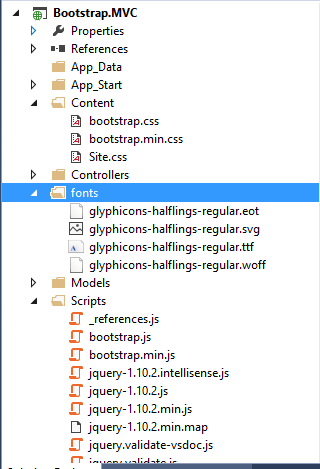 Bootstrap.MVC
Properties
References
App_Data
App_Start
Content
bootstrap.css
bootstrap.min.css
Site.css
Controllers
fonts
glyphicons-halflings-regular.eot
glyphicons-halflings-regular.svg
glyphicons-halflings-regular.ttf
glyphicons-halflings-regular.woff
Models
Scripts
_references.js
bootstrap.js
bootstrap.min.js
jquery-1.10.2.intellisense.js
jquery-1.10.2.js
jquery-1.10.2.min.js
jquery-1.10.2.min.map
jquery.validate-vsdoc.js
jquery.validate.js